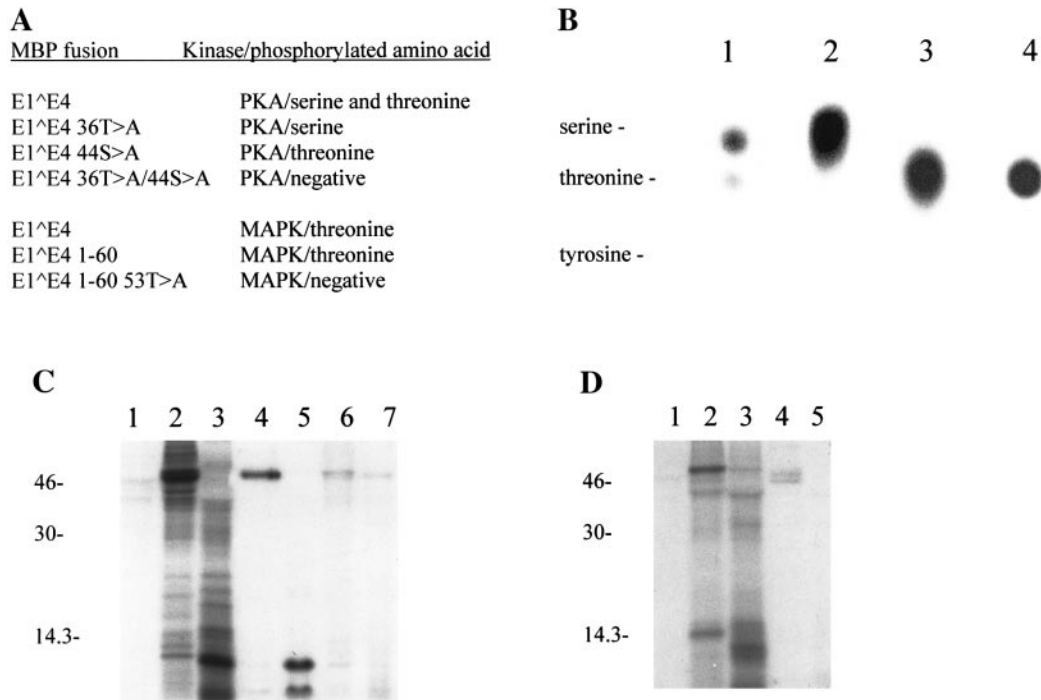 A
MBP fusion Kinase/phosphorylated amino acid
E1^E4 PKA/serine and threonine
E1^E4 36T>A PKA/serine
E1^E4 44S>A PKA/threonine
E1^E4 36T>A/44S>A PKA/negative
E1^E4 MAPK/threonine
E1^E4 1-60 MAPK/threonine
E1^E4 1-60 53T>A MAPK/negative
B
1 2 3 4
serine -
threonine -
tyrosine -
C
1 2 3 4 5 6 7
46-
30-
14.3-
D
1 2 3 4 5
46-
30-
14.3-